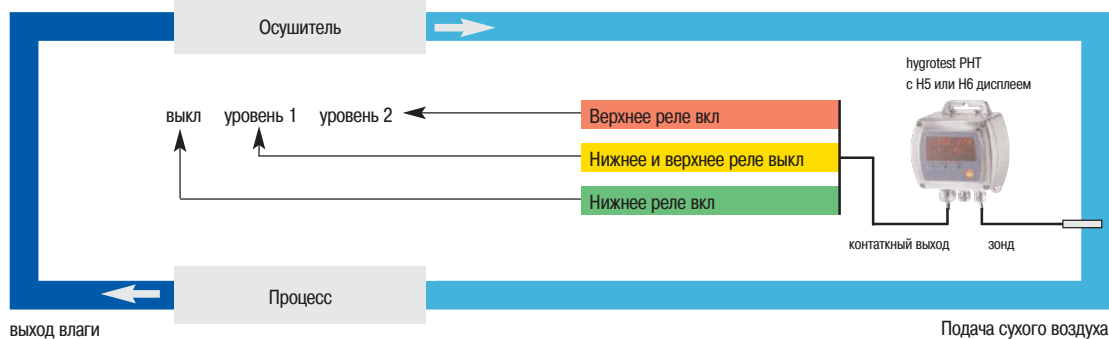 Осушитель
hygrotest PHT
с H5 или H6 дисплеем
выкл уровень 1 уровень 2
Верхнее реле вкл
Нижнее и верхнее реле выкл
Нижнее реле вкл
контаткный выход
зонд
Процесс
выход влаги
Подача сухого воздуха